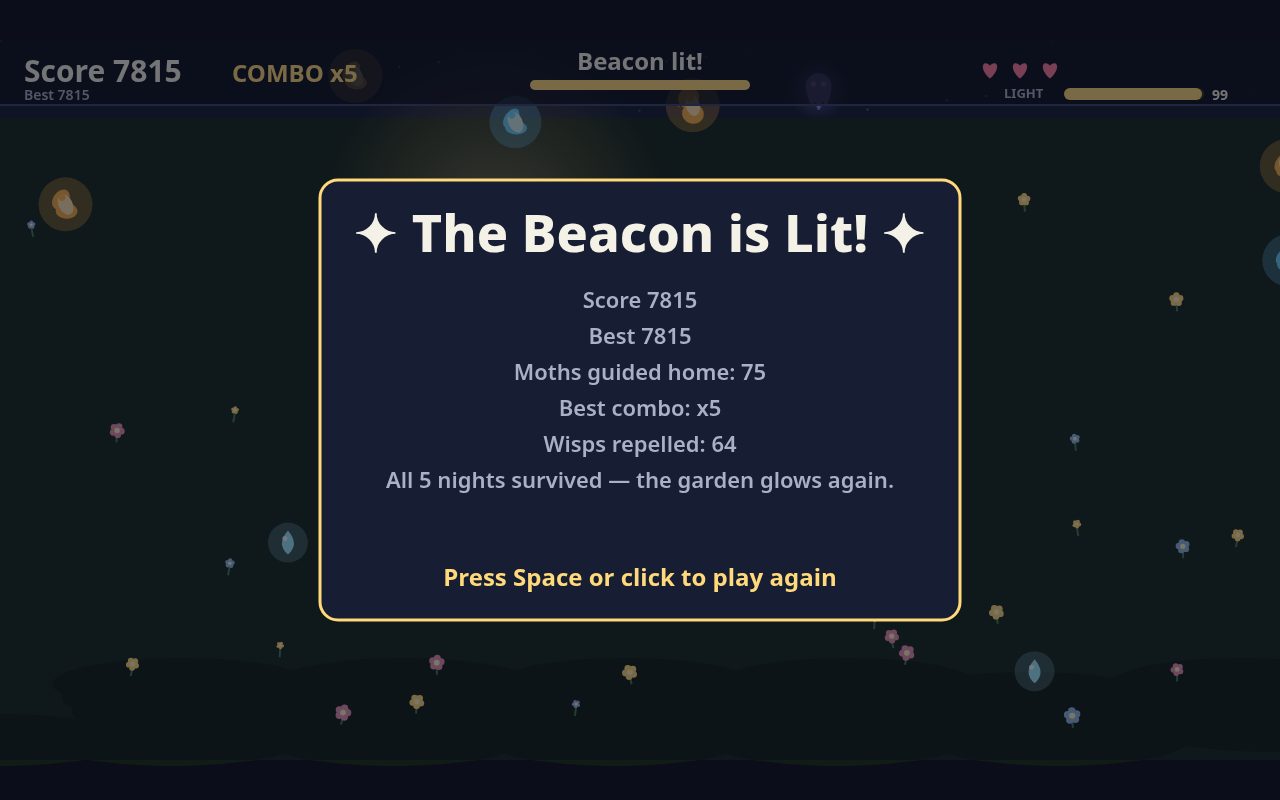 Score 7815
COMBO x5
Best 7815
Beacon lit!
LIGHT
99
✦ The Beacon is Lit! ✦
Score 7815
Best 7815
Moths guided home: 75
Best combo: x5
Wisps repelled: 64
All 5 nights survived — the garden glows again.
Press Space or click to play again